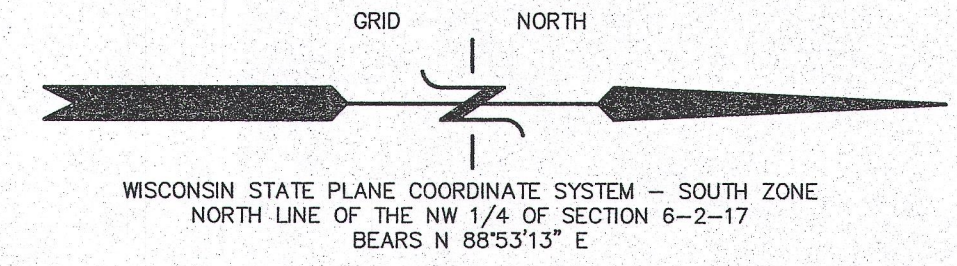 GRID NORTH
WISCONSIN STATE PLANE COORDINATE SYSTEM – SOUTH ZONE
NORTH LINE OF THE NW 1/4 OF SECTION 6–2–17
BEARS N 88°53'13" E